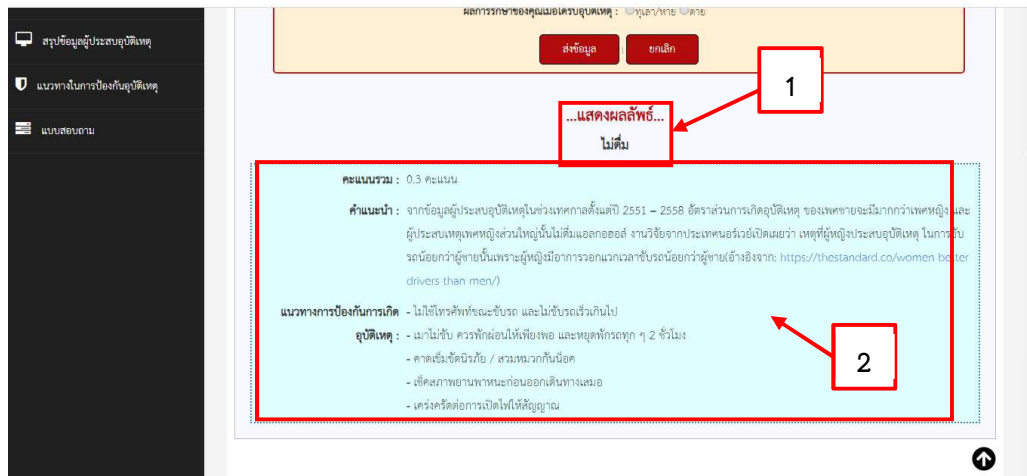 ผลการรักษาของคุณเมื่อได้รับอุบัติเหตุ : ทุเลา/หาย ตาย
สรุปข้อมูลผู้ประสบอุบัติเหตุ
ส่งข้อมูล ยกเลิก
แนวทางในการป้องกันอุบัติเหตุ
1
...แสดงผลลัพธ์...
แบบสอบถาม
ไม่ดื่ม
คะแนนรวม : 0.3 คะแนน
คำแนะนำ : จากข้อมูลผู้ประสบอุบัติเหตุในช่วงเทศกาลตั้งแต่ปี 2551 – 2558 อัตราส่วนการเกิดอุบัติเหตุ ของเพศชายจะมีมากกว่าเพศหญิง และ
ผู้ประสบเหตุเพศหญิงส่วนใหญ่นั้นไม่ดื่มแอลกอฮอล์ งานวิจัยจากประเทศนอร์เวย์เปิดเผยว่า เหตุที่ผู้หญิงประสบอุบัติเหตุ ในการขับ
รถน้อยกว่าผู้ชายนั้นเพราะผู้หญิงมีอาการวอกแวกเวลาขับรถน้อยกว่าผู้ชาย(อ้างอิงจาก: https://thestandard.co/women better
drivers than men/)
แนวทางการป้องกันการเกิด - ไม่ใช้โทรศัพท์ขณะขับรถ และไม่ขับรถเร็วเกินไป
อุบัติเหตุ : - เมาไม่ขับ ควรพักผ่อนให้เพียงพอ และหยุดพักรถทุก ๆ 2 ชั่วโมง
- คาดเข็มขัดนิรภัย / สวมหมวกกันน็อค
2
- เช็คสภาพยานพาหนะก่อนออกเดินทางเสมอ
- เคร่งครัดต่อการเปิดไฟให้สัญญาณ